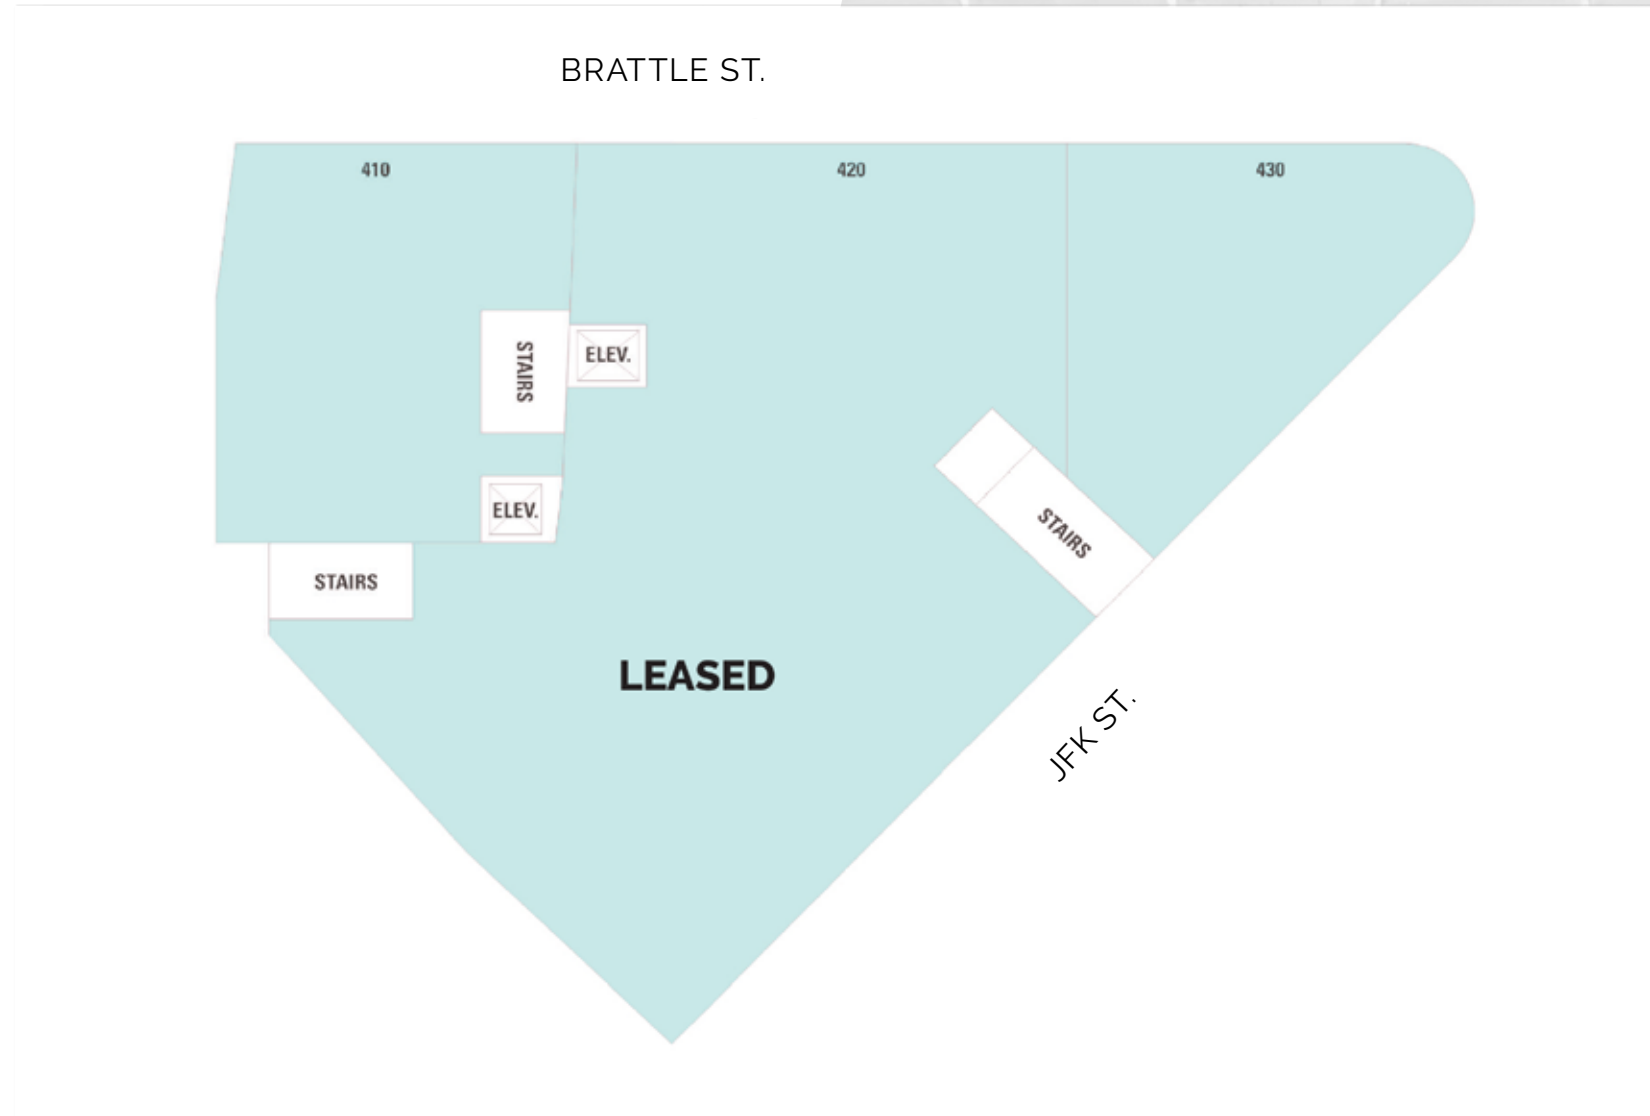 BRATTLE ST.
410
420
430
STAIRS
ELEV.
ELEV.
STAIRS
STAIRS
LEASED
JFK ST.